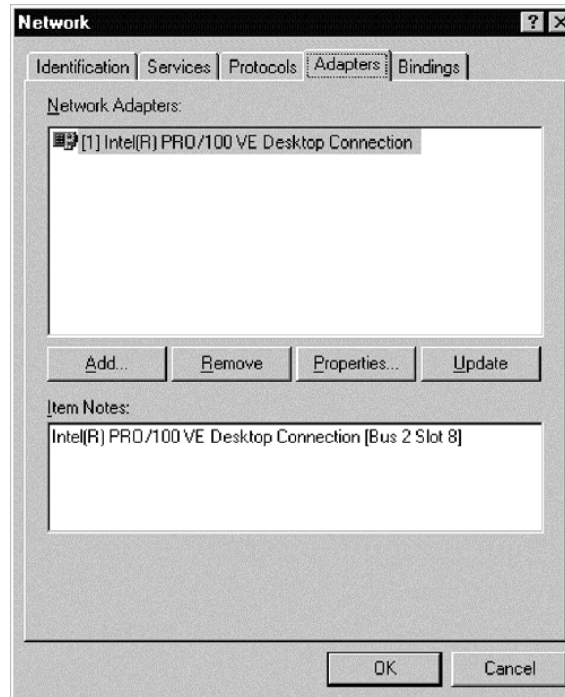 Network
Identification Services Protocols Adapters Bindings
Network Adapters:
[1] Intel(R) PRO/100 VE Desktop Connection
Add... Remove Properties... Update
Item Notes:
Intel(R) PRO/100 VE Desktop Connection [Bus 2 Slot 8]
OK Cancel